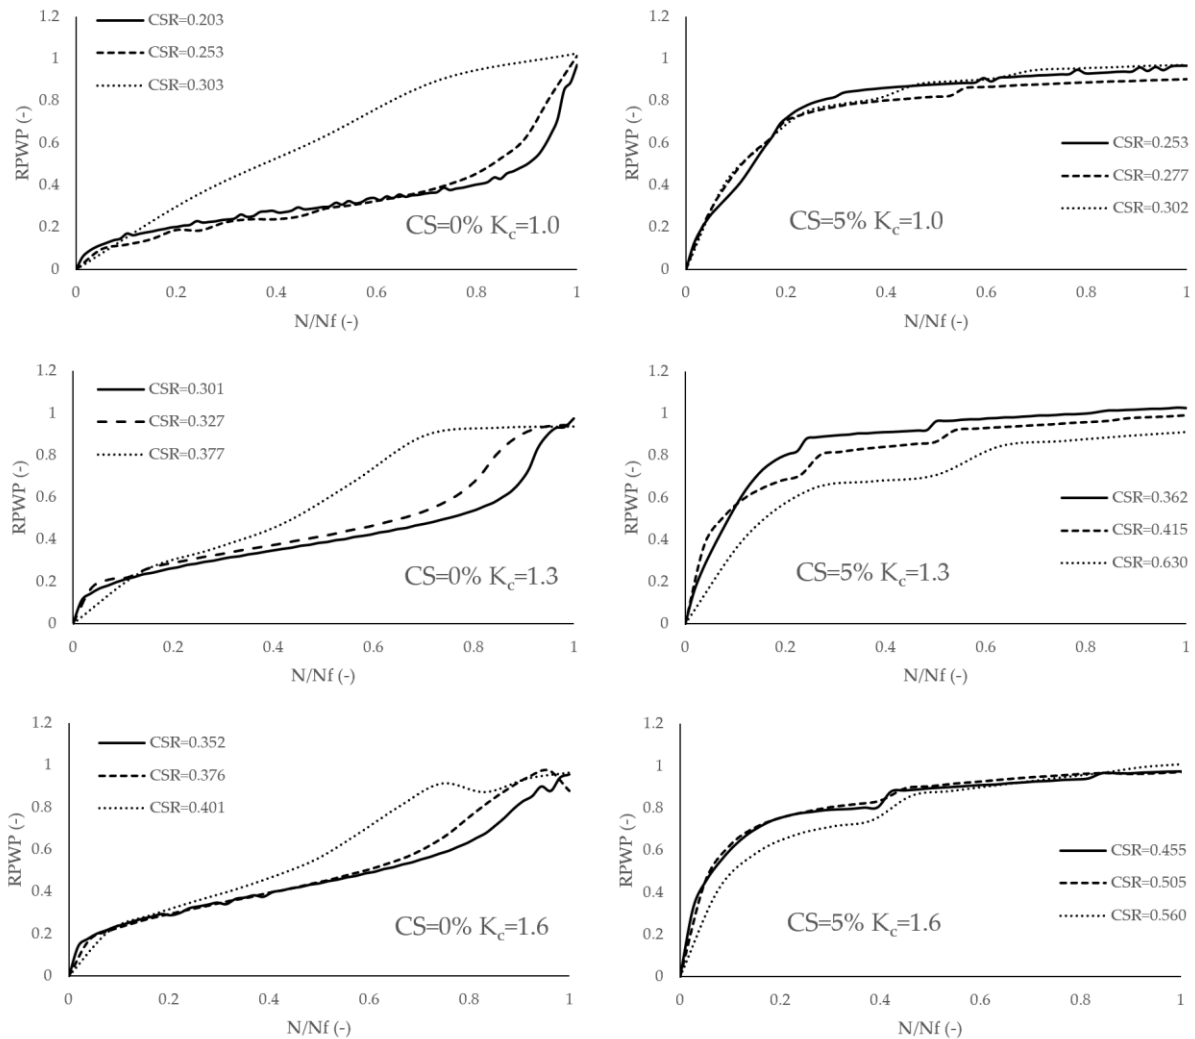 1.2
1
0.8
0.6
0.4
0.2
0
RPWP (-)
CSR=0.203
CSR=0.253
CSR=0.303
CS=0% Kc=1.0
0 0.2 0.4 0.6 0.8 1
N/Nf (-)
1.2
1
0.8
0.6
0.4
0.2
0
RPWP (-)
CSR=0.253
CSR=0.277
CSR=0.302
CS=5% Kc=1.0
0 0.2 0.4 0.6 0.8 1
N/Nf (-)
1.2
1
0.8
0.6
0.4
0.2
0
RPWP (-)
CSR=0.301
CSR=0.327
CSR=0.377
CS=0% Kc=1.3
0 0.2 0.4 0.6 0.8 1
N/Nf (-)
1.2
1
0.8
0.6
0.4
0.2
0
RPWP (-)
CSR=0.362
CSR=0.415
CSR=0.630
CS=5% Kc=1.3
0 0.2 0.4 0.6 0.8 1
N/Nf (-)
1.2
1
0.8
0.6
0.4
0.2
0
RPWP (-)
CSR=0.352
CSR=0.376
CSR=0.401
CS=0% Kc=1.6
0 0.2 0.4 0.6 0.8 1
N/Nf (-)
1.2
1
0.8
0.6
0.4
0.2
0
RPWP (-)
CSR=0.455
CSR=0.505
CSR=0.560
CS=5% Kc=1.6
0 0.2 0.4 0.6 0.8 1
N/Nf (-)